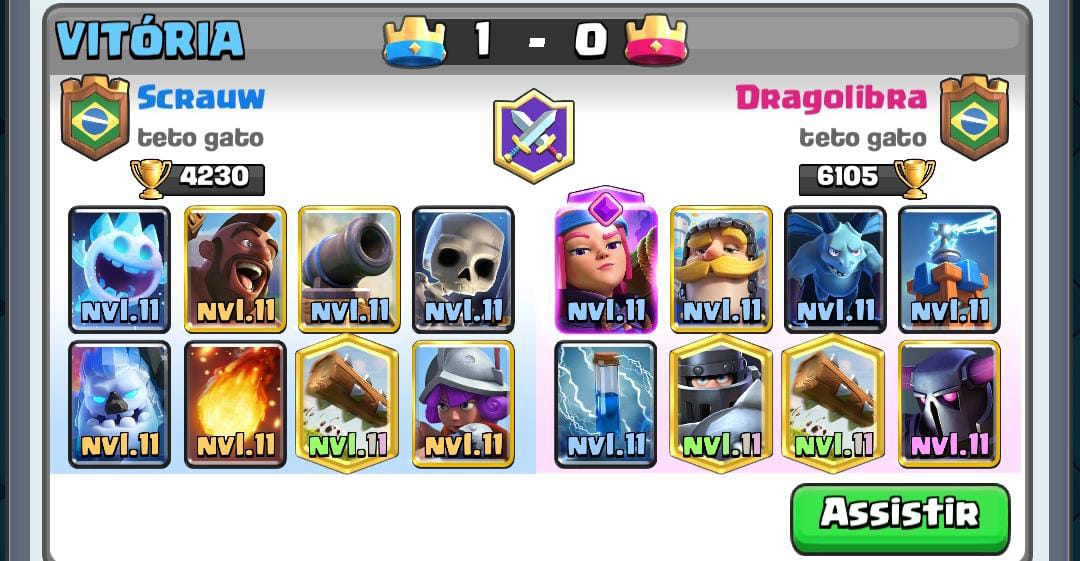 VITÓRIA 1 - 0
Scrauw Dragolibra
teto gato teto gato
4230 6105
nvl.11 nvl.11 nvl.11 nvl.11 nvl.11 nvl.11 nvl.11 nvl.11
nvl.11 nvl.11 nvl.11 nvl.11 nvl.11 nvl.11 nvl.11 nvl.11
Assistir